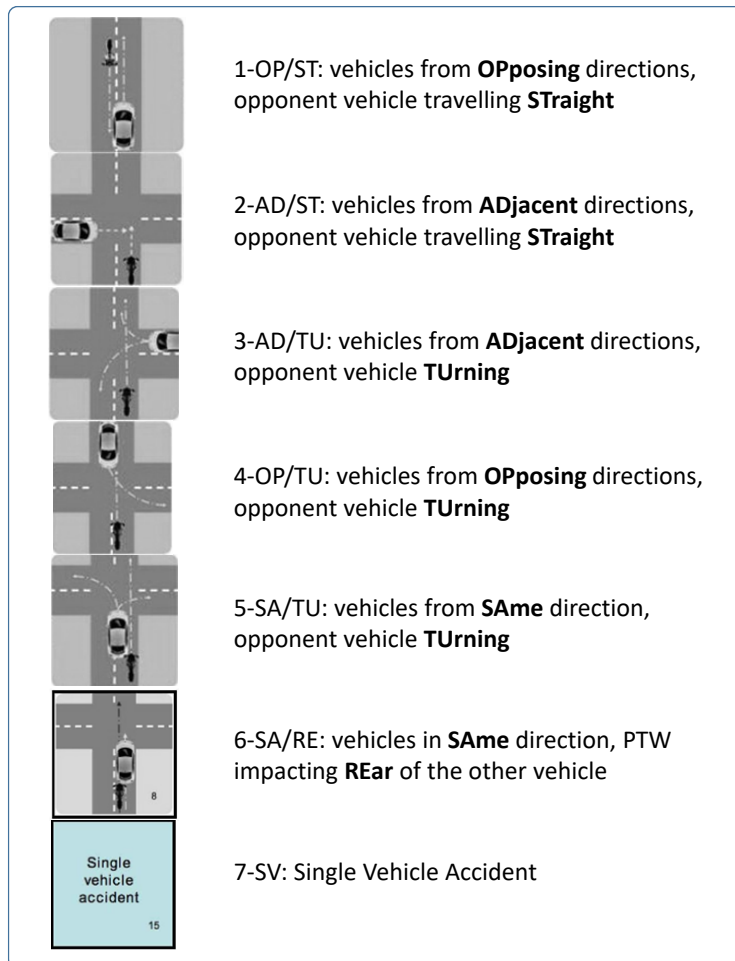 1-OP/ST: vehicles from OPposing directions,
opponent vehicle travelling STraight
2-AD/ST: vehicles from ADjacent directions,
opponent vehicle travelling STraight
3-AD/TU: vehicles from ADjacent directions,
opponent vehicle TUrning
4-OP/TU: vehicles from OPposing directions,
opponent vehicle TUrning
5-SA/TU: vehicles from SAme direction,
opponent vehicle TUrning
6-SA/RE: vehicles in SAme direction, PTW
impacting REar of the other vehicle
8
Single
vehicle
accident
15
7-SV: Single Vehicle Accident